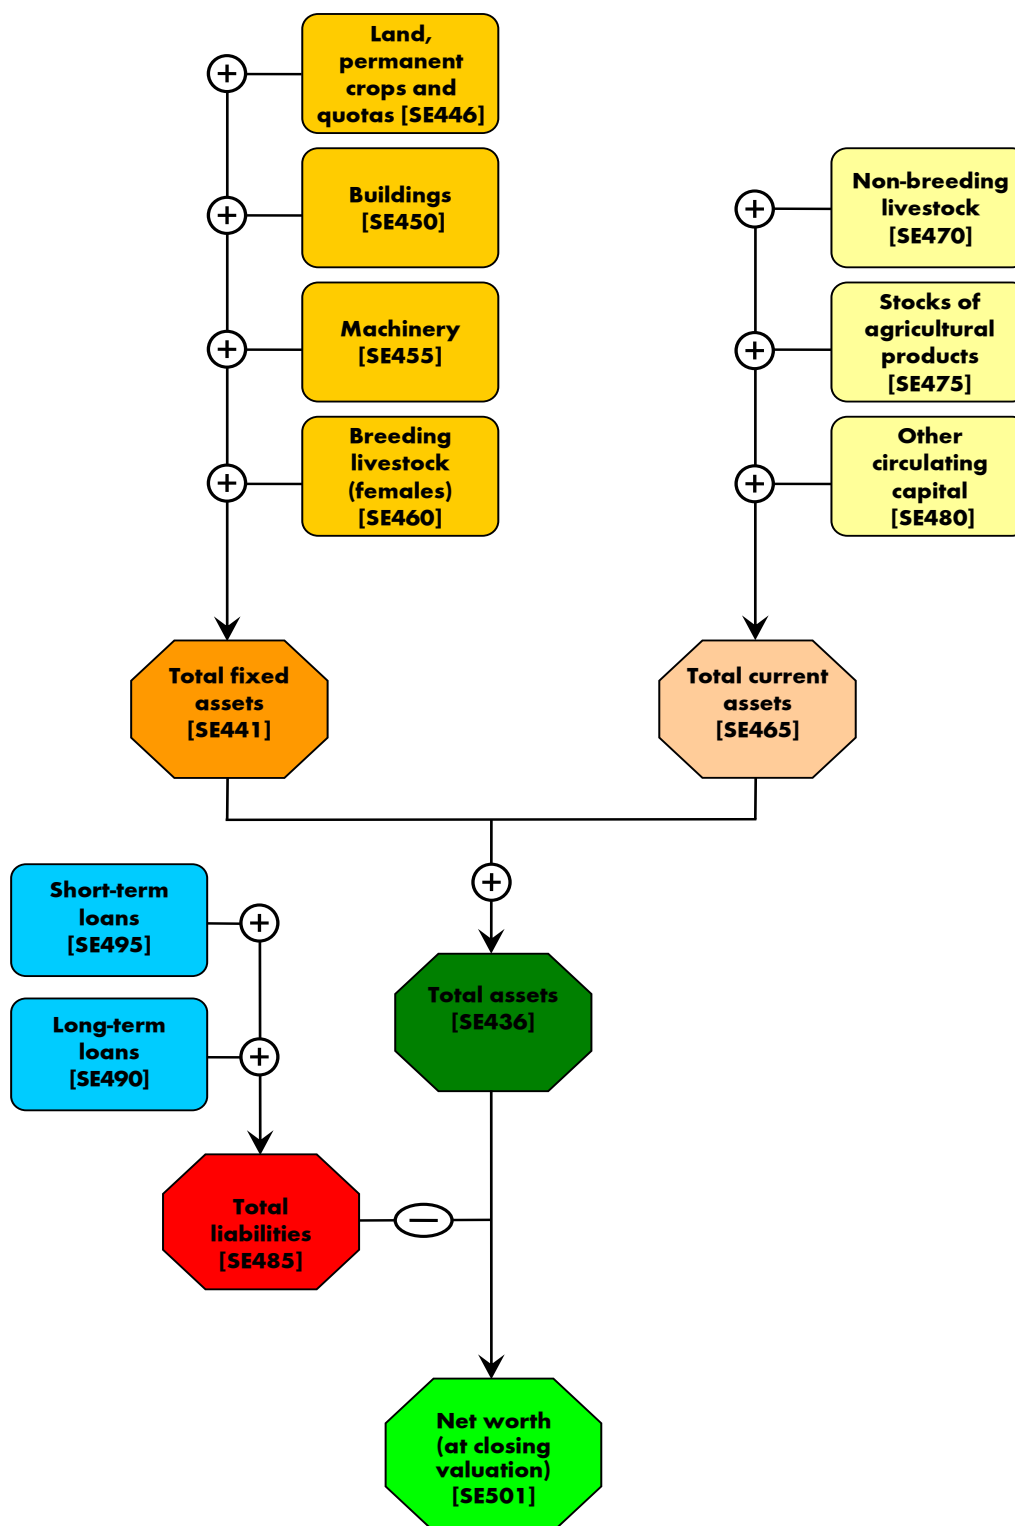 Land,
permanent
crops and
quotas [SE446]
Buildings
[SE450]
Machinery
[SE455]
Breeding
livestock
(females)
[SE460]
Non-breeding
livestock
[SE470]
Stocks of
agricultural
products
[SE475]
Other
circulating
capital
[SE480]
Total fixed
assets
[SE441]
Total current
assets
[SE465]
Short-term
loans
[SE495]
Long-term
loans
[SE490]
Total assets
[SE436]
Total
liabilities
[SE485]
Net worth
(at closing
valuation)
[SE501]